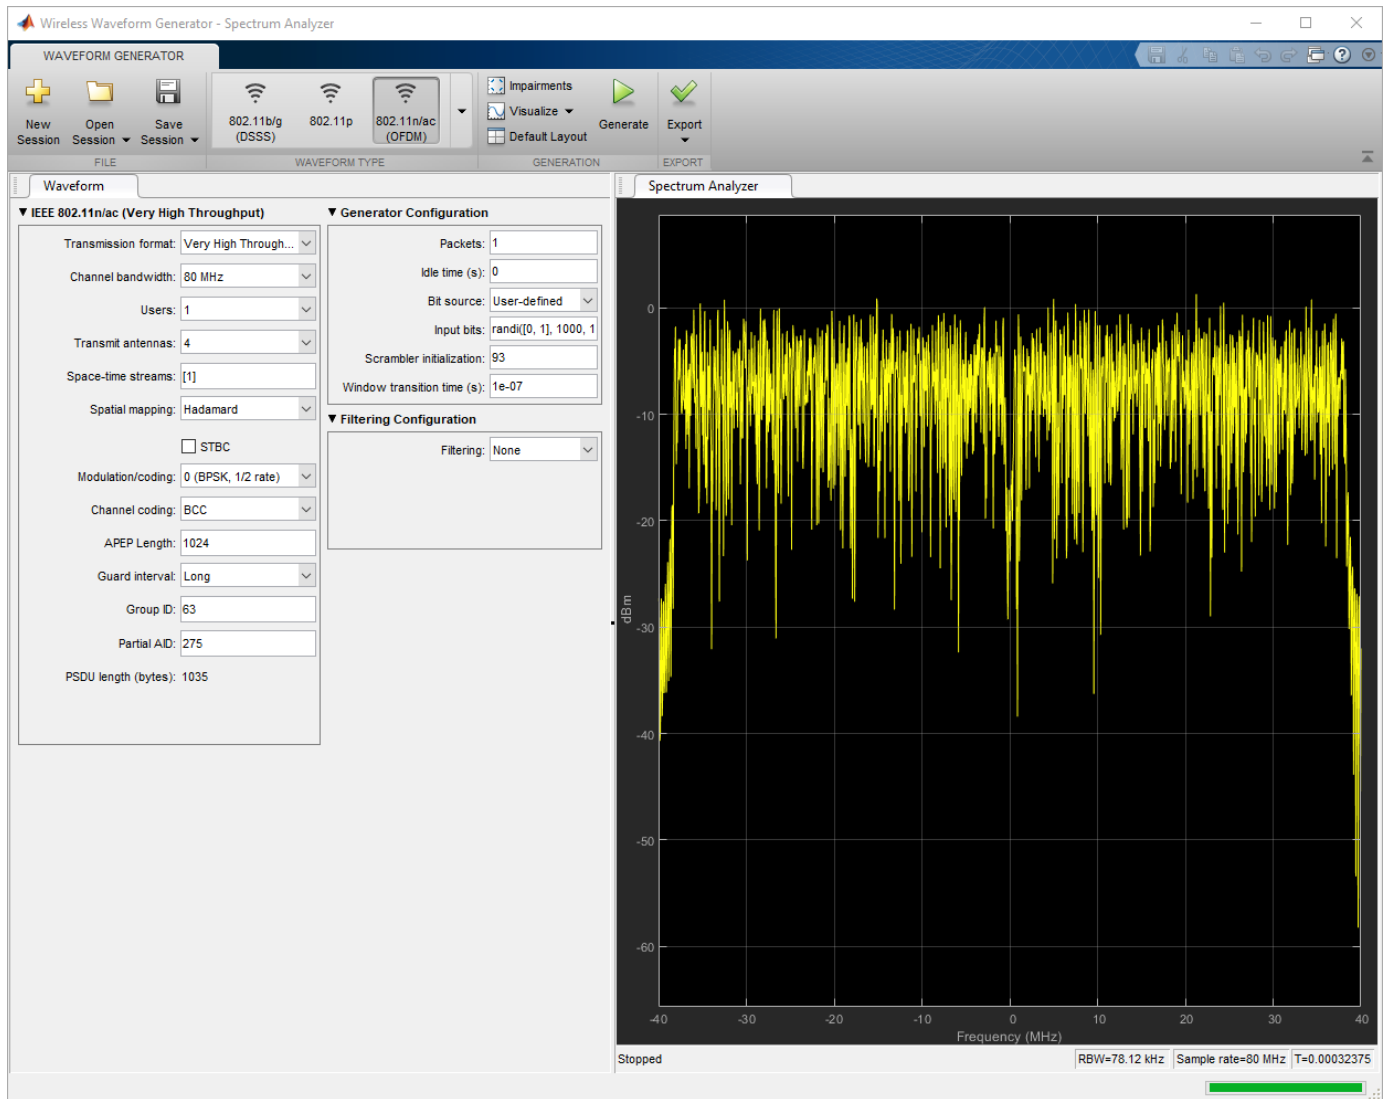 Wireless Waveform Generator - Spectrum Analyzer
WAVEFORM GENERATOR
New Session
Open Session
Save Session
FILE
802.11b/g (DSSS)
802.11p
802.11n/ac (OFDM)
WAVEFORM TYPE
Impairments
Visualize
Default Layout
Generate
GENERATION
Export
EXPORT
Waveform
IEEE 802.11n/ac (Very High Throughput)
Transmission format: Very High Through...
Channel bandwidth: 80 MHz
Users: 1
Transmit antennas: 4
Space-time streams: [1]
Spatial mapping: Hadamard
STBC
Modulation/coding: 0 (BPSK, 1/2 rate)
Channel coding: BCC
APEP Length: 1024
Guard interval: Long
Group ID: 63
Partial AID: 275
PSDU length (bytes): 1035
Generator Configuration
Packets: 1
Idle time (s): 0
Bit source: User-defined
Input bits: randi([0, 1], 1000, 1
Scrambler initialization: 93
Window transition time (s): 1e-07
Filtering Configuration
Filtering: None
Spectrum Analyzer
0
-10
-20
-30
-40
-50
-60
dBm
-40 -30 -20 -10 0 10 20 30 40
Frequency (MHz)
Stopped
RBW=78.12 kHz Sample rate=80 MHz T=0.00032375